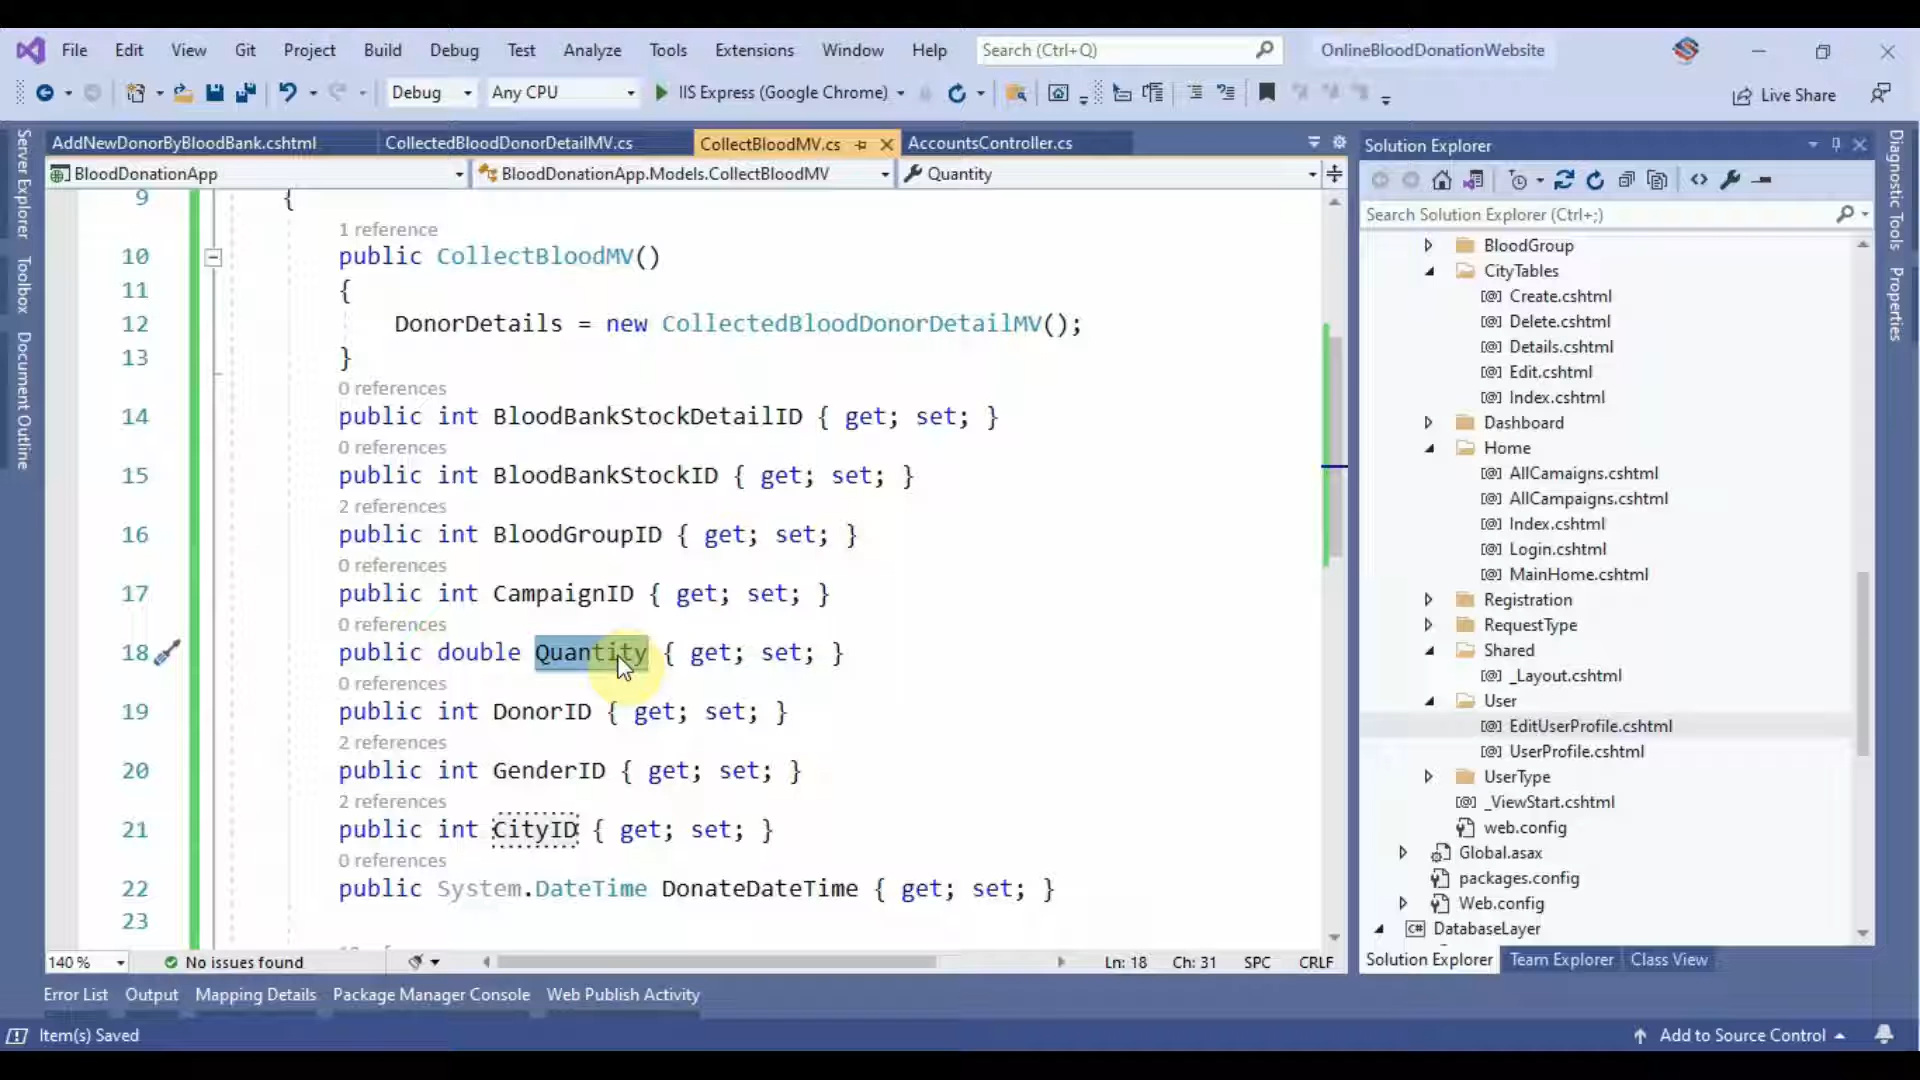 File Edit View Git Project Build Debug Test Analyze Tools Extensions Window Help Search (Ctrl+Q) OnlineBloodDonationWebsite
Debug Any CPU IIS Express (Google Chrome) Live Share
Server Explorer
Toolbox
Document Outline
AddNewDonorByBloodBank.cshtml CollectedBloodDonorDetailMV.cs CollectBloodMV.cs AccountsController.cs
BloodDonationApp BloodDonationApp.Models.CollectBloodMV Quantity
9 {
1 reference
10 public CollectBloodMV()
11 {
12 DonorDetails = new CollectedBloodDonorDetailMV();
13 }
0 references
14 public int BloodBankStockDetailID { get; set; }
0 references
15 public int BloodBankStockID { get; set; }
2 references
16 public int BloodGroupID { get; set; }
0 references
17 public int CampaignID { get; set; }
0 references
18 public double Quantity { get; set; }
0 references
19 public int DonorID { get; set; }
2 references
20 public int GenderID { get; set; }
2 references
21 public int CityID { get; set; }
0 references
22 public System.DateTime DonateDateTime { get; set; }
23
140 % No issues found Ln: 18 Ch: 31 SPC CRLF
Solution Explorer
Search Solution Explorer (Ctrl+;)
BloodGroup
CityTables
Create.cshtml
Delete.cshtml
Details.cshtml
Edit.cshtml
Index.cshtml
Dashboard
Home
AllCamaigns.cshtml
AllCampaigns.cshtml
Index.cshtml
Login.cshtml
MainHome.cshtml
Registration
RequestType
Shared
_Layout.cshtml
User
EditUserProfile.cshtml
UserProfile.cshtml
UserType
_ViewStart.cshtml
web.config
Global.asax
packages.config
Web.config
C# DatabaseLayer
Solution Explorer Team Explorer Class View
Diagnostic Tools
Properties
Error List Output Mapping Details Package Manager Console Web Publish Activity
Item(s) Saved Add to Source Control